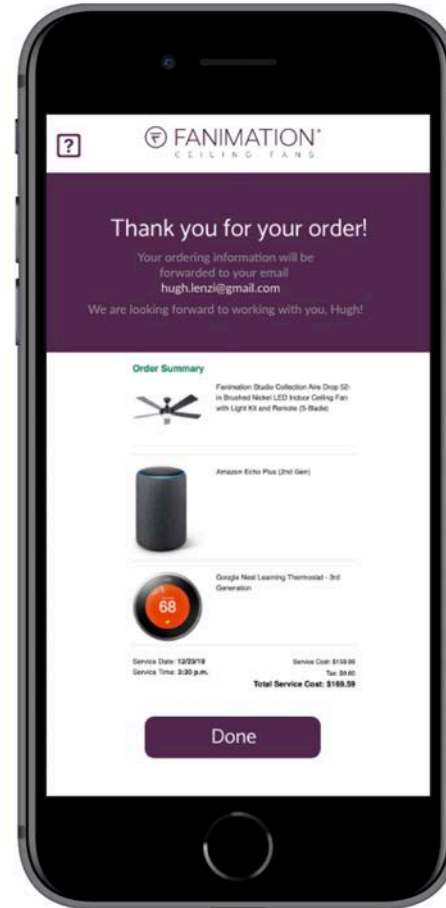 ?
FANIMATION®
CEILING FANS
Thank you for your order!
Your ordering information will be
forwarded to your email
hugh.lenzi@gmail.com
We are looking forward to working with you, Hugh!
Order Summary
Fanimation Studio Collection Aire Drop 52-
in Brushed Nickel LED Indoor Ceiling Fan
with Light Kit and Remote (5-Blade)
Amazon Echo Plus (2nd Gen)
Google Nest Learning Thermostat - 3rd
Generation
68
Service Date: 12/23/19
Service Time: 3:30 p.m.
Service Cost: $159.99
Tax: $9.60
Total Service Cost: $169.59
Done